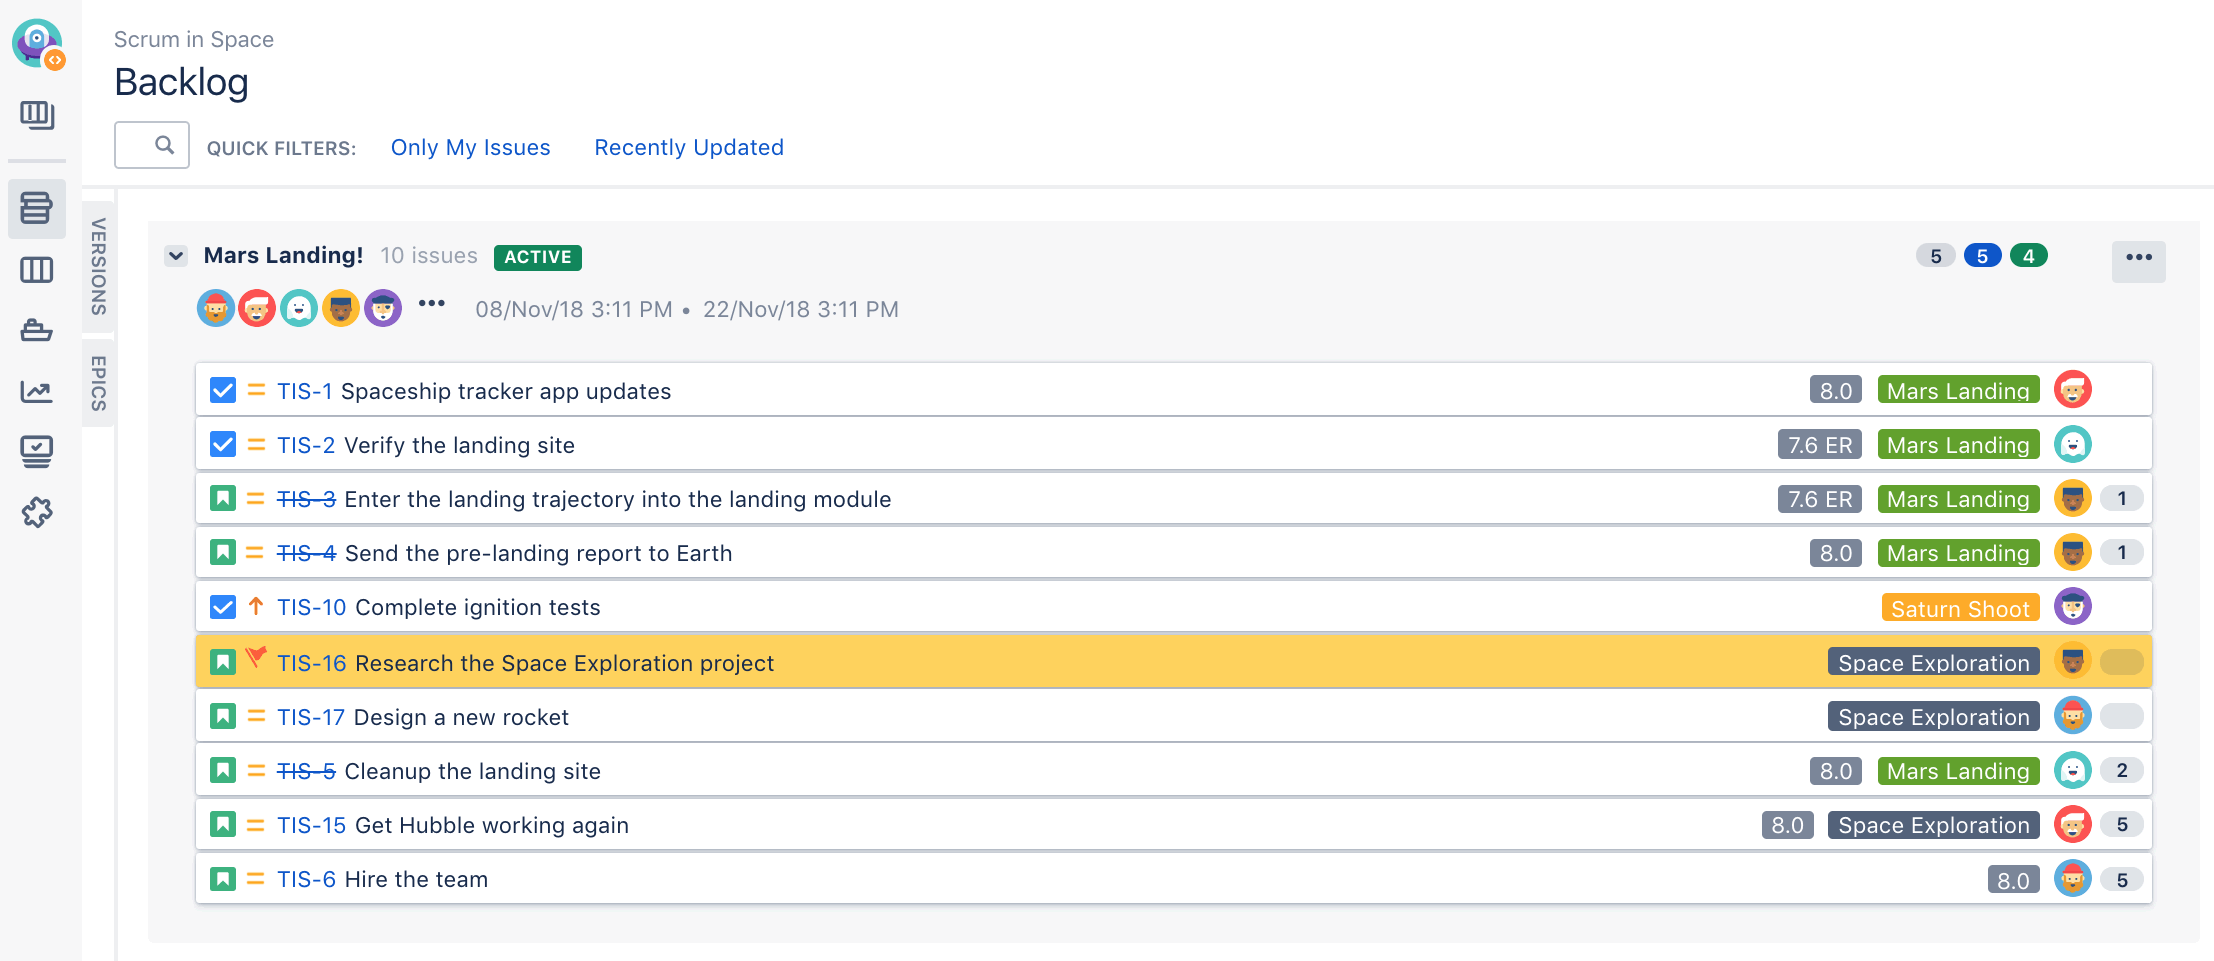 Scrum in Space
Backlog
QUICK FILTERS: Only My Issues Recently Updated
VERSIONS
EPICS
Mars Landing! 10 issues ACTIVE 5 5 4
08/Nov/18 3:11 PM • 22/Nov/18 3:11 PM
TIS-1 Spaceship tracker app updates 8.0 Mars Landing
TIS-2 Verify the landing site 7.6 ER Mars Landing
TIS-3 Enter the landing trajectory into the landing module 7.6 ER Mars Landing 1
TIS-4 Send the pre-landing report to Earth 8.0 Mars Landing 1
TIS-10 Complete ignition tests Saturn Shoot
TIS-16 Research the Space Exploration project Space Exploration
TIS-17 Design a new rocket Space Exploration
TIS-5 Cleanup the landing site 8.0 Mars Landing 2
TIS-15 Get Hubble working again 8.0 Space Exploration 5
TIS-6 Hire the team 8.0 5